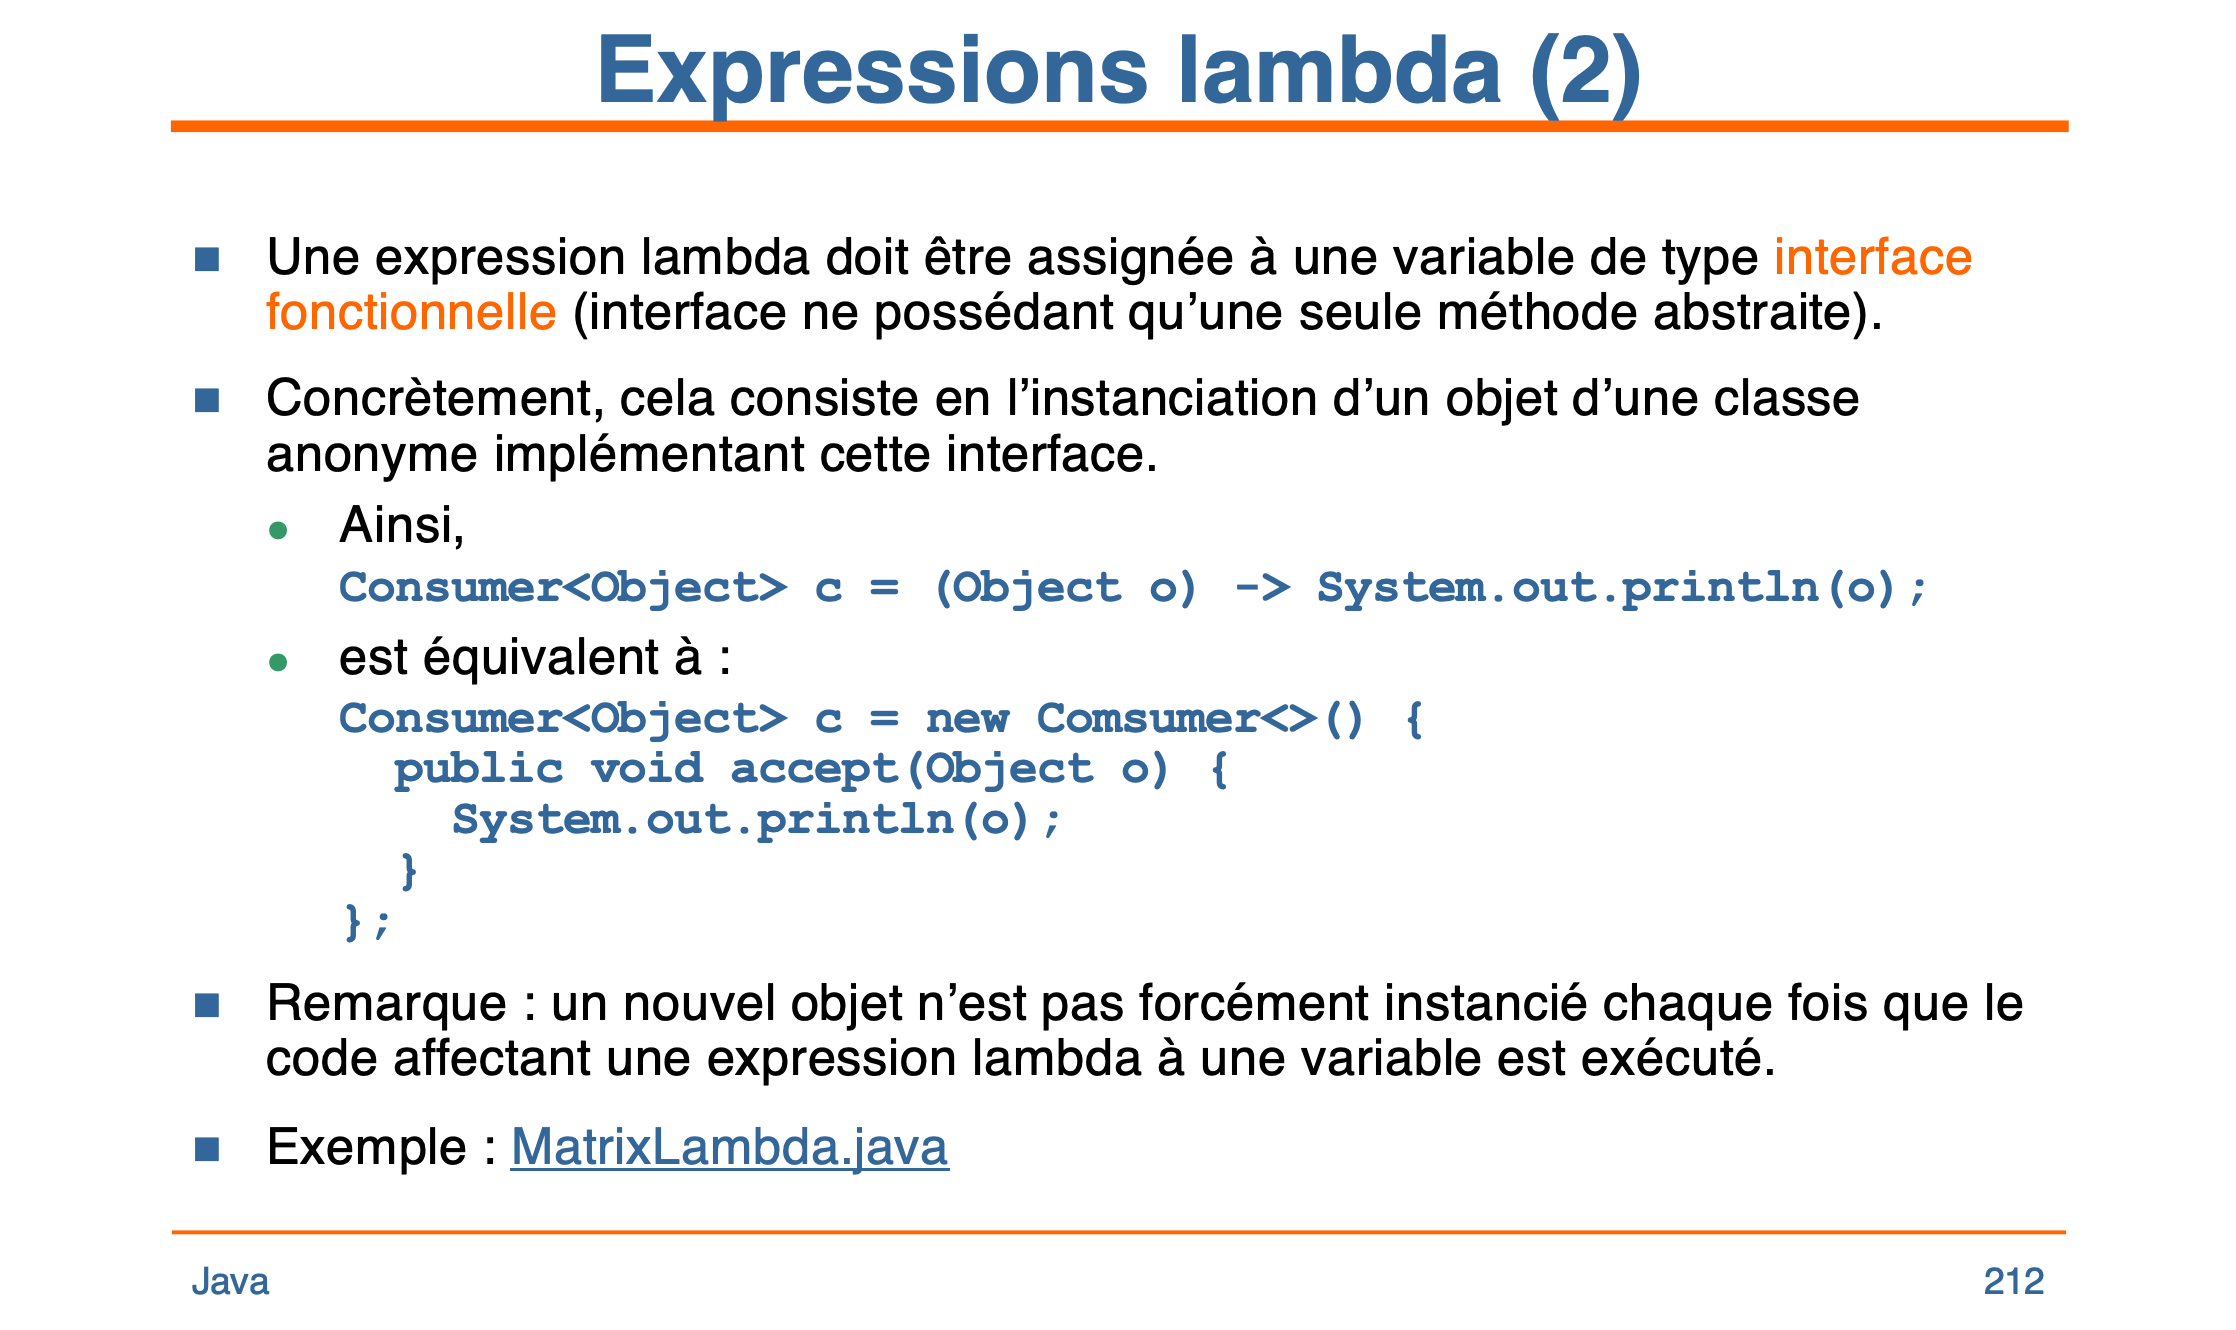 Expressions lambda (2)
Une expression lambda doit être assignée à une variable de type interface
fonctionnelle (interface ne possédant qu’une seule méthode abstraite).
Concrètement, cela consiste en l’instanciation d’un objet d’une classe
anonyme implémentant cette interface.
Ainsi,
Consumer<Object> c = (Object o) -> System.out.println(o);
est équivalent à :
Consumer<Object> c = new Comsumer<>() {
public void accept(Object o) {
System.out.println(o);
}
};
Remarque : un nouvel objet n’est pas forcément instancié chaque fois que le
code affectant une expression lambda à une variable est exécuté.
Exemple : MatrixLambda.java
Java
212